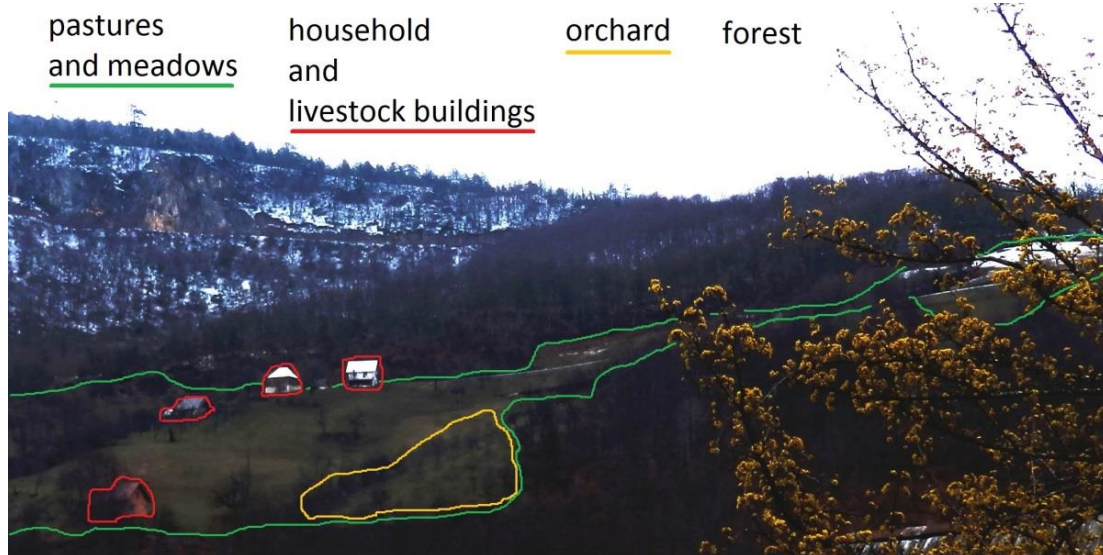 pastures
and meadows
household
and
livestock buildings
orchard
forest